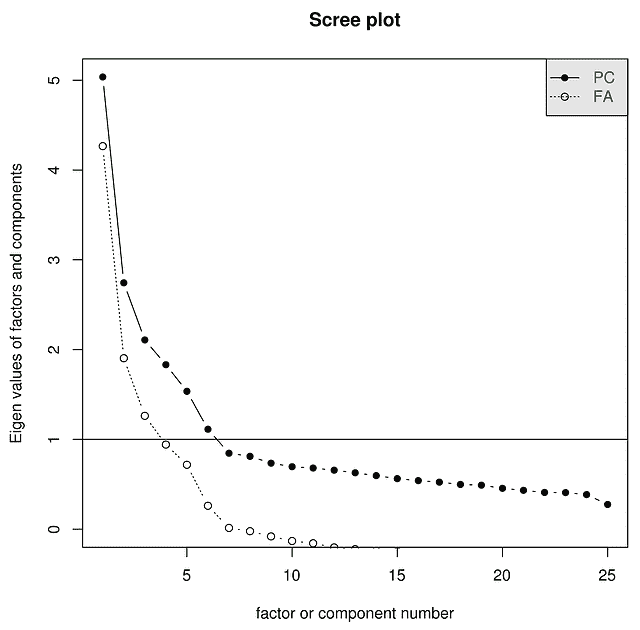 Scree plot
PC
FA
Eigen values of factors and components
5
4
3
2
1
0
5
10
15
20
25
factor or component number